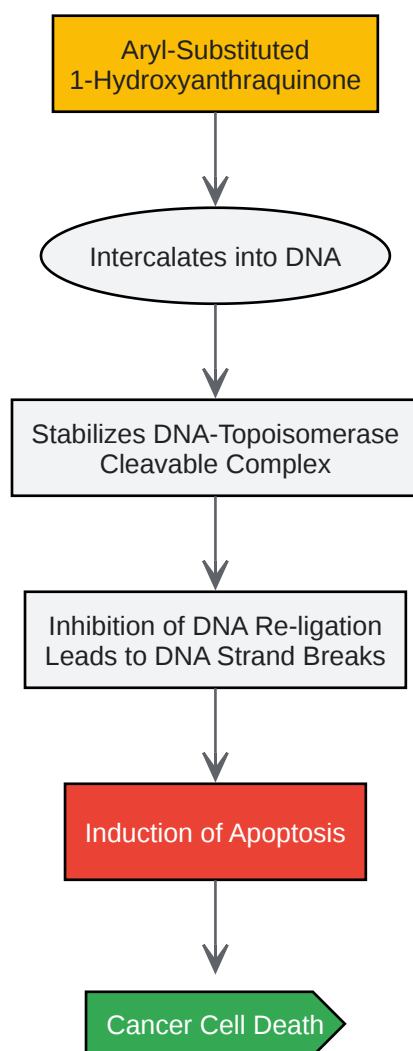 Aryl-Substituted
1-Hydroxyanthraquinone
Intercalates into DNA
Stabilizes DNA-Topoisomerase
Cleavable Complex
Inhibition of DNA Re-ligation
Leads to DNA Strand Breaks
Induction of Apoptosis
Cancer Cell Death